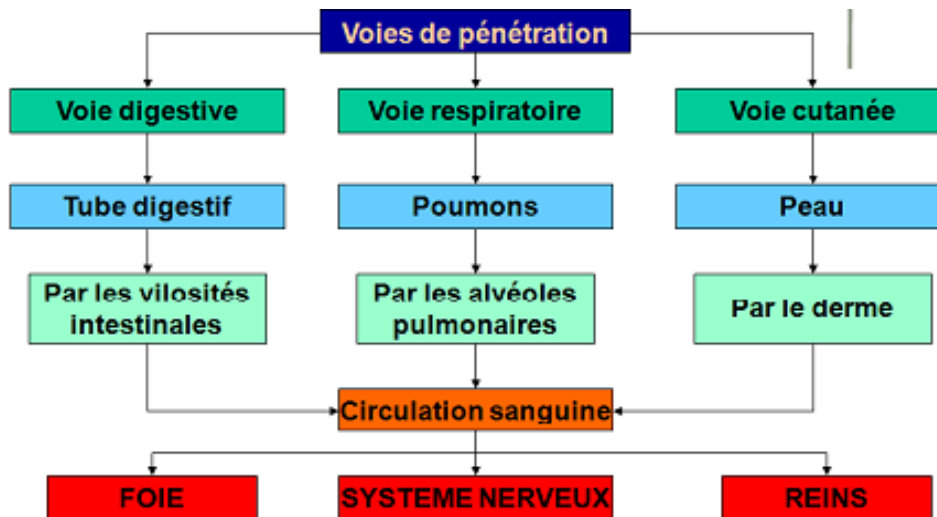 Voies de pénétration
Voie digestive
Voie respiratoire
Voie cutanée
Tube digestif
Poumons
Peau
Par les vilosités
intestinales
Par les alvéoles
pulmonaires
Par le derme
Circulation sanguine
FOIE
SYSTEME NERVEUX
REINS